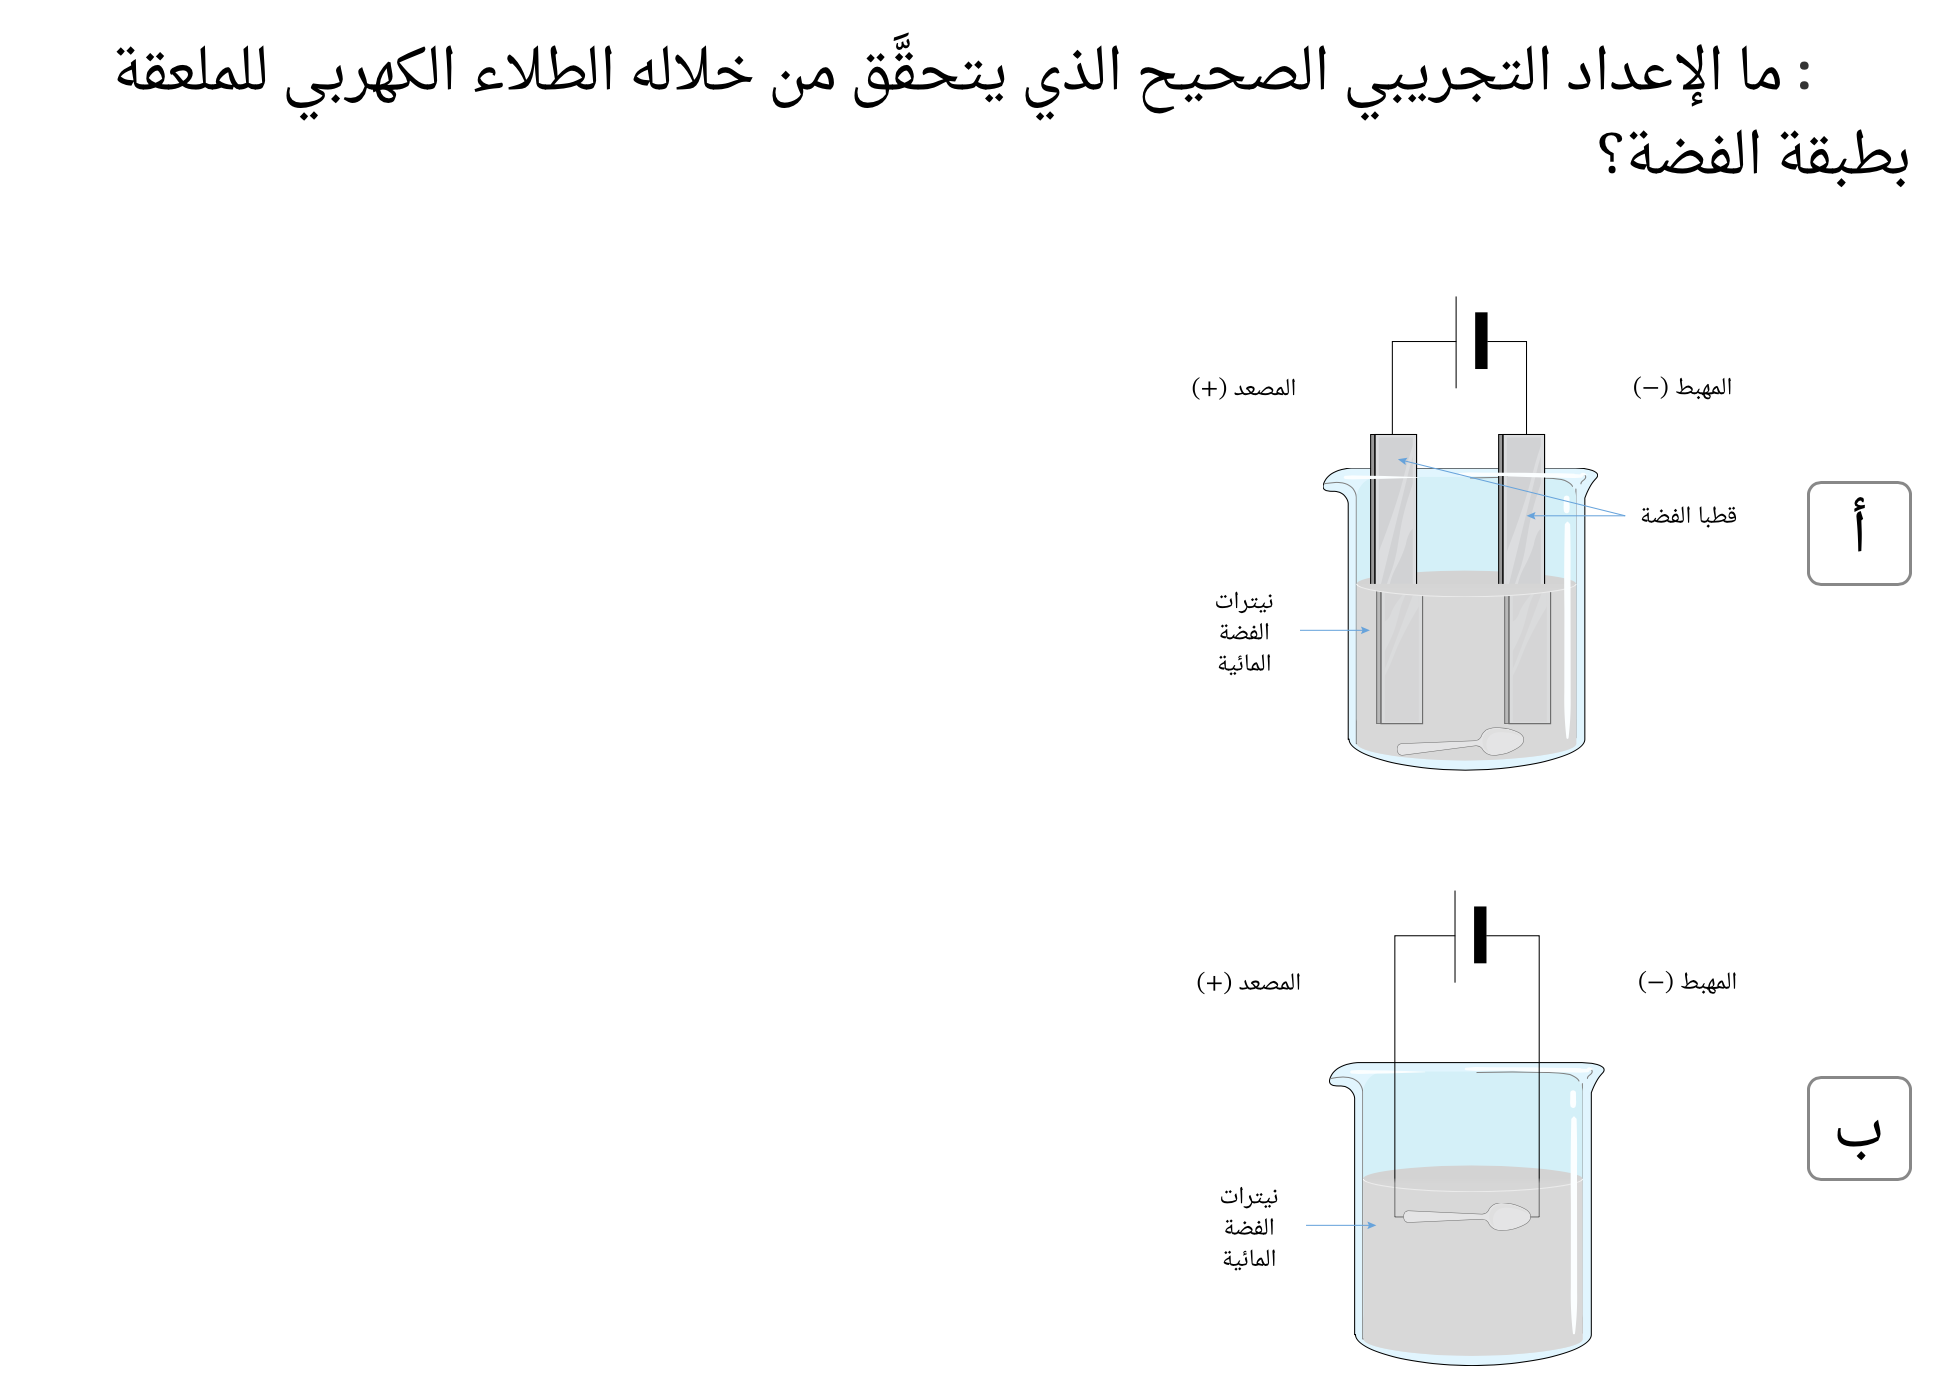 : ما الإعداد التجريبي الصحيح الذي يتحقَّق من خلاله الطلاء الكهربي للملعقة
بطبقة الفضة؟
المهبط (−)
المصعد (+)
قطبا الفضة
أ
نيترات
الفضة
المائية
المهبط (−)
المصعد (+)
ب
نيترات
الفضة
المائية